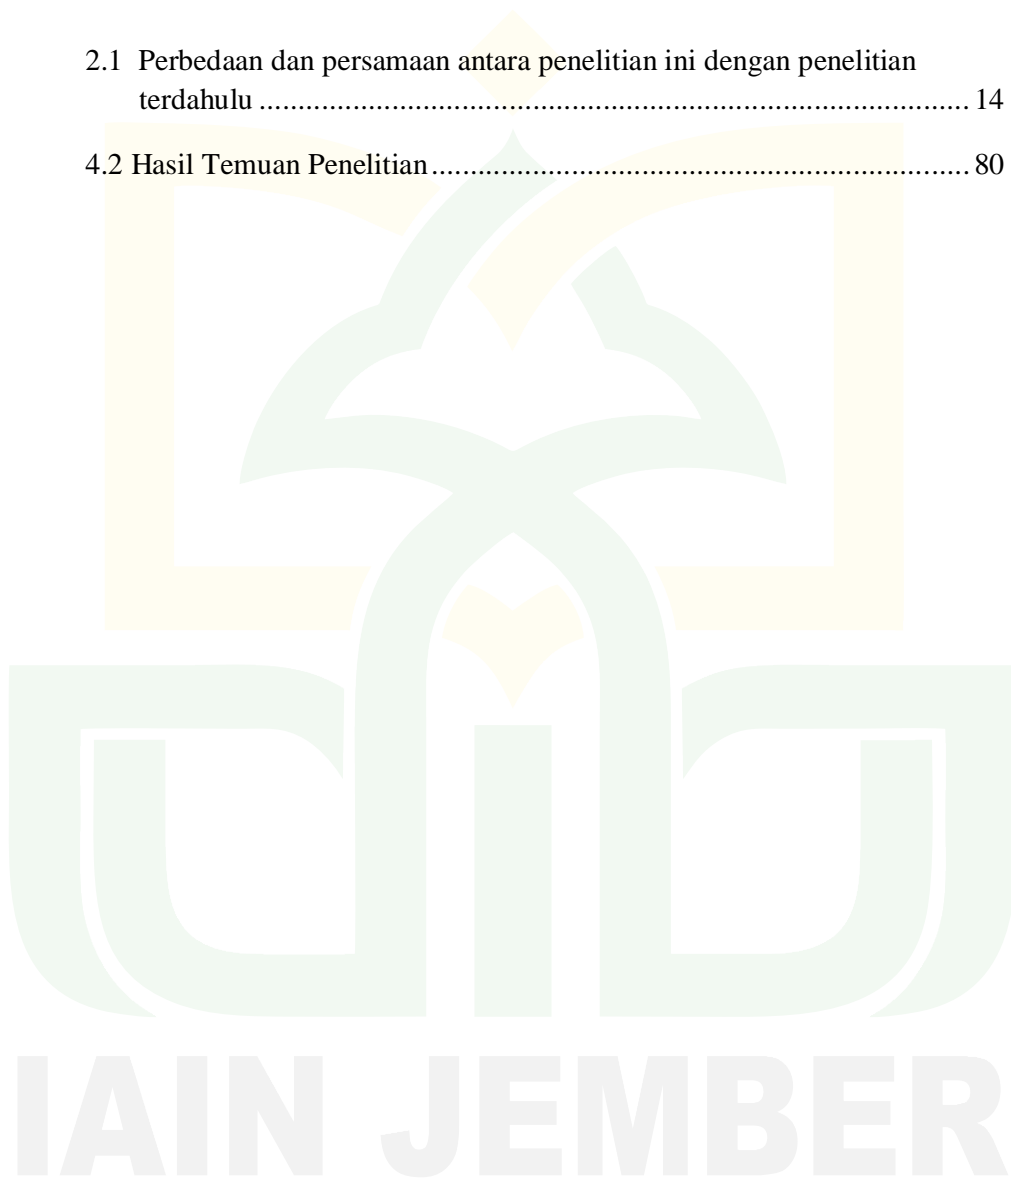 2.1 Perbedaan dan persamaan antara penelitian ini dengan penelitian
terdahulu ........................................................................................... 14
4.2 Hasil Temuan Penelitian..................................................................... 80
IAIN JEMBER